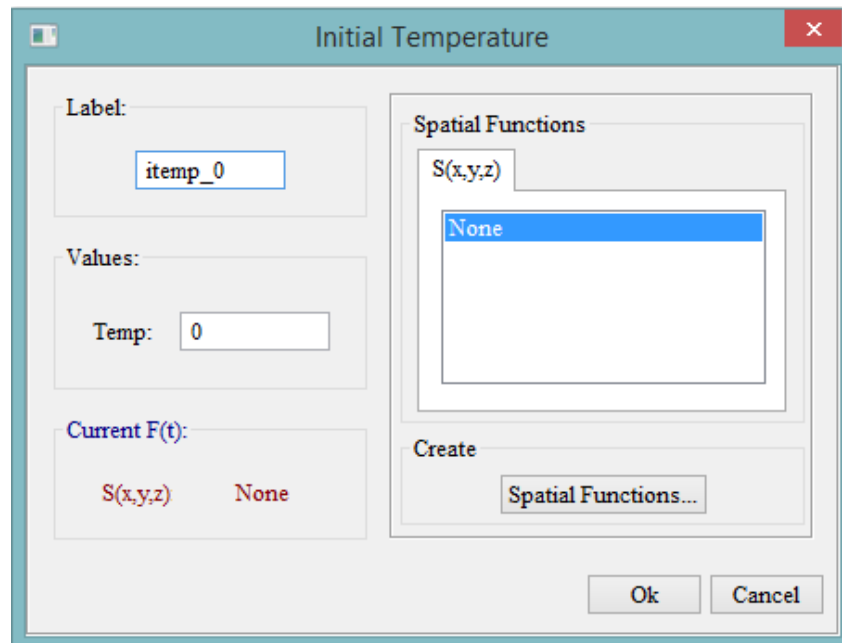 Initial Temperature
Label:
itemp_0
Values:
Temp: 0
Current F(t):
S(x,y,z) None
Spatial Functions
S(x,y,z)
None
Create
Spatial Functions...
Ok Cancel